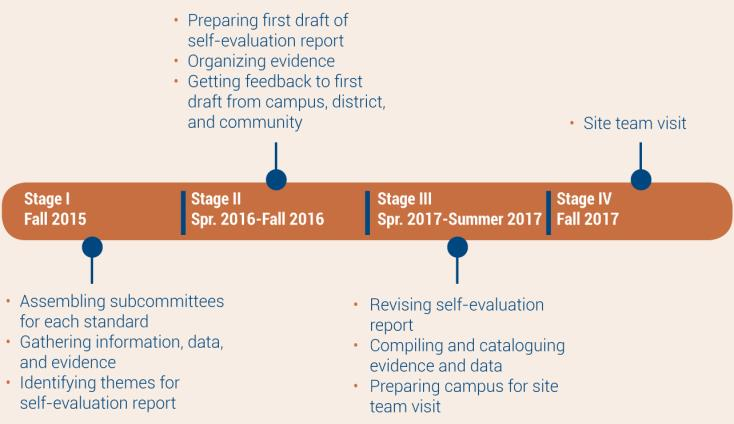 • Preparing first draft of
self-evaluation report
• Organizing evidence
• Getting feedback to first
draft from campus, district,
and community
• Site team visit
Stage I
Fall 2015
Stage II
Spr. 2016-Fall 2016
Stage III
Spr. 2017-Summer 2017
Stage IV
Fall 2017
• Assembling subcommittees
for each standard
• Gathering information, data,
and evidence
• Identifying themes for
self-evaluation report
• Revising self-evaluation
report
• Compiling and cataloguing
evidence and data
• Preparing campus for site
team visit